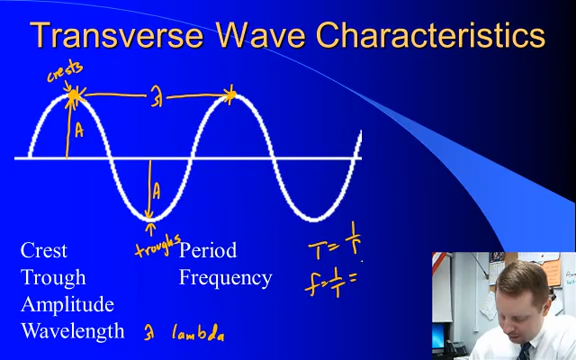 Transverse Wave Characteristics
crests
λ
A
A
troughs
Crest
Period
T = 1/f
Trough
Frequency
f = 1/T =
Amplitude
Wavelength λ lambda